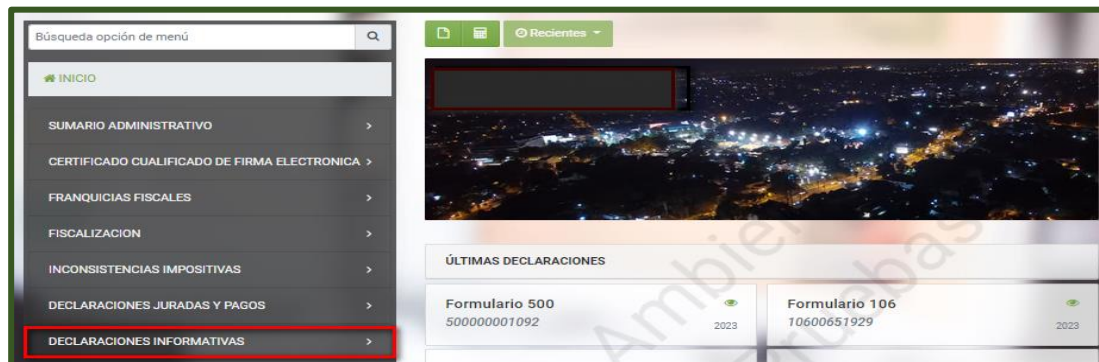 Búsqueda opción de menú
Recientes
INICIO
SUMARIO ADMINISTRATIVO
CERTIFICADO CUALIFICADO DE FIRMA ELECTRONICA
FRANQUICIAS FISCALES
FISCALIZACION
INCONSISTENCIAS IMPOSITIVAS
DECLARACIONES JURADAS Y PAGOS
DECLARACIONES INFORMATIVAS
ÚLTIMAS DECLARACIONES
Formulario 500
500000001092
2023
Formulario 106
10600651929
2023